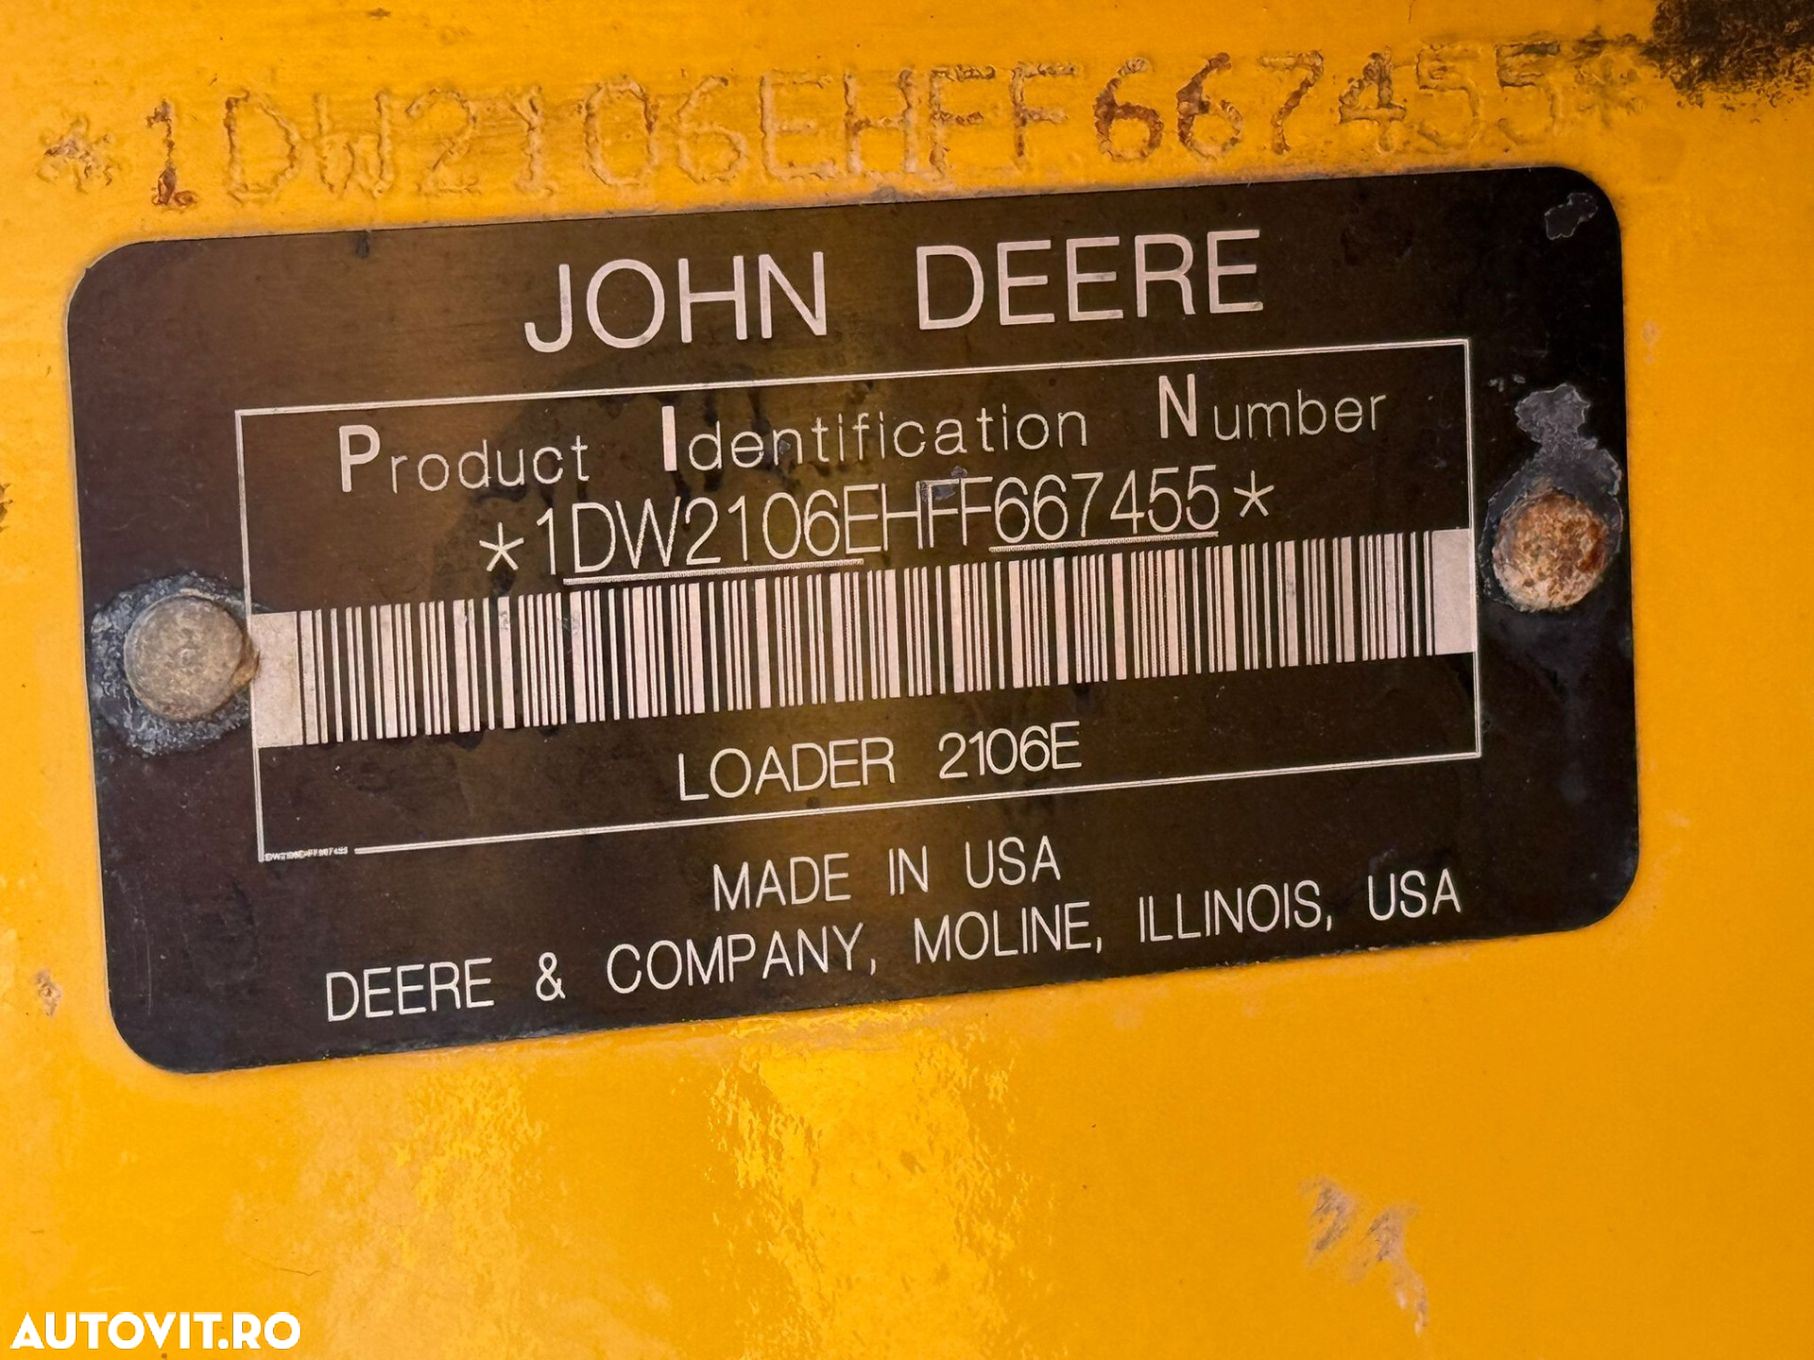 *1DW2106EHFF667455*
JOHN DEERE
Product Identification Number
*1DW2106EHFF667455*
LOADER 2106E
MADE IN USA
DEERE & COMPANY, MOLINE, ILLINOIS, USA
AUTOVIT.RO